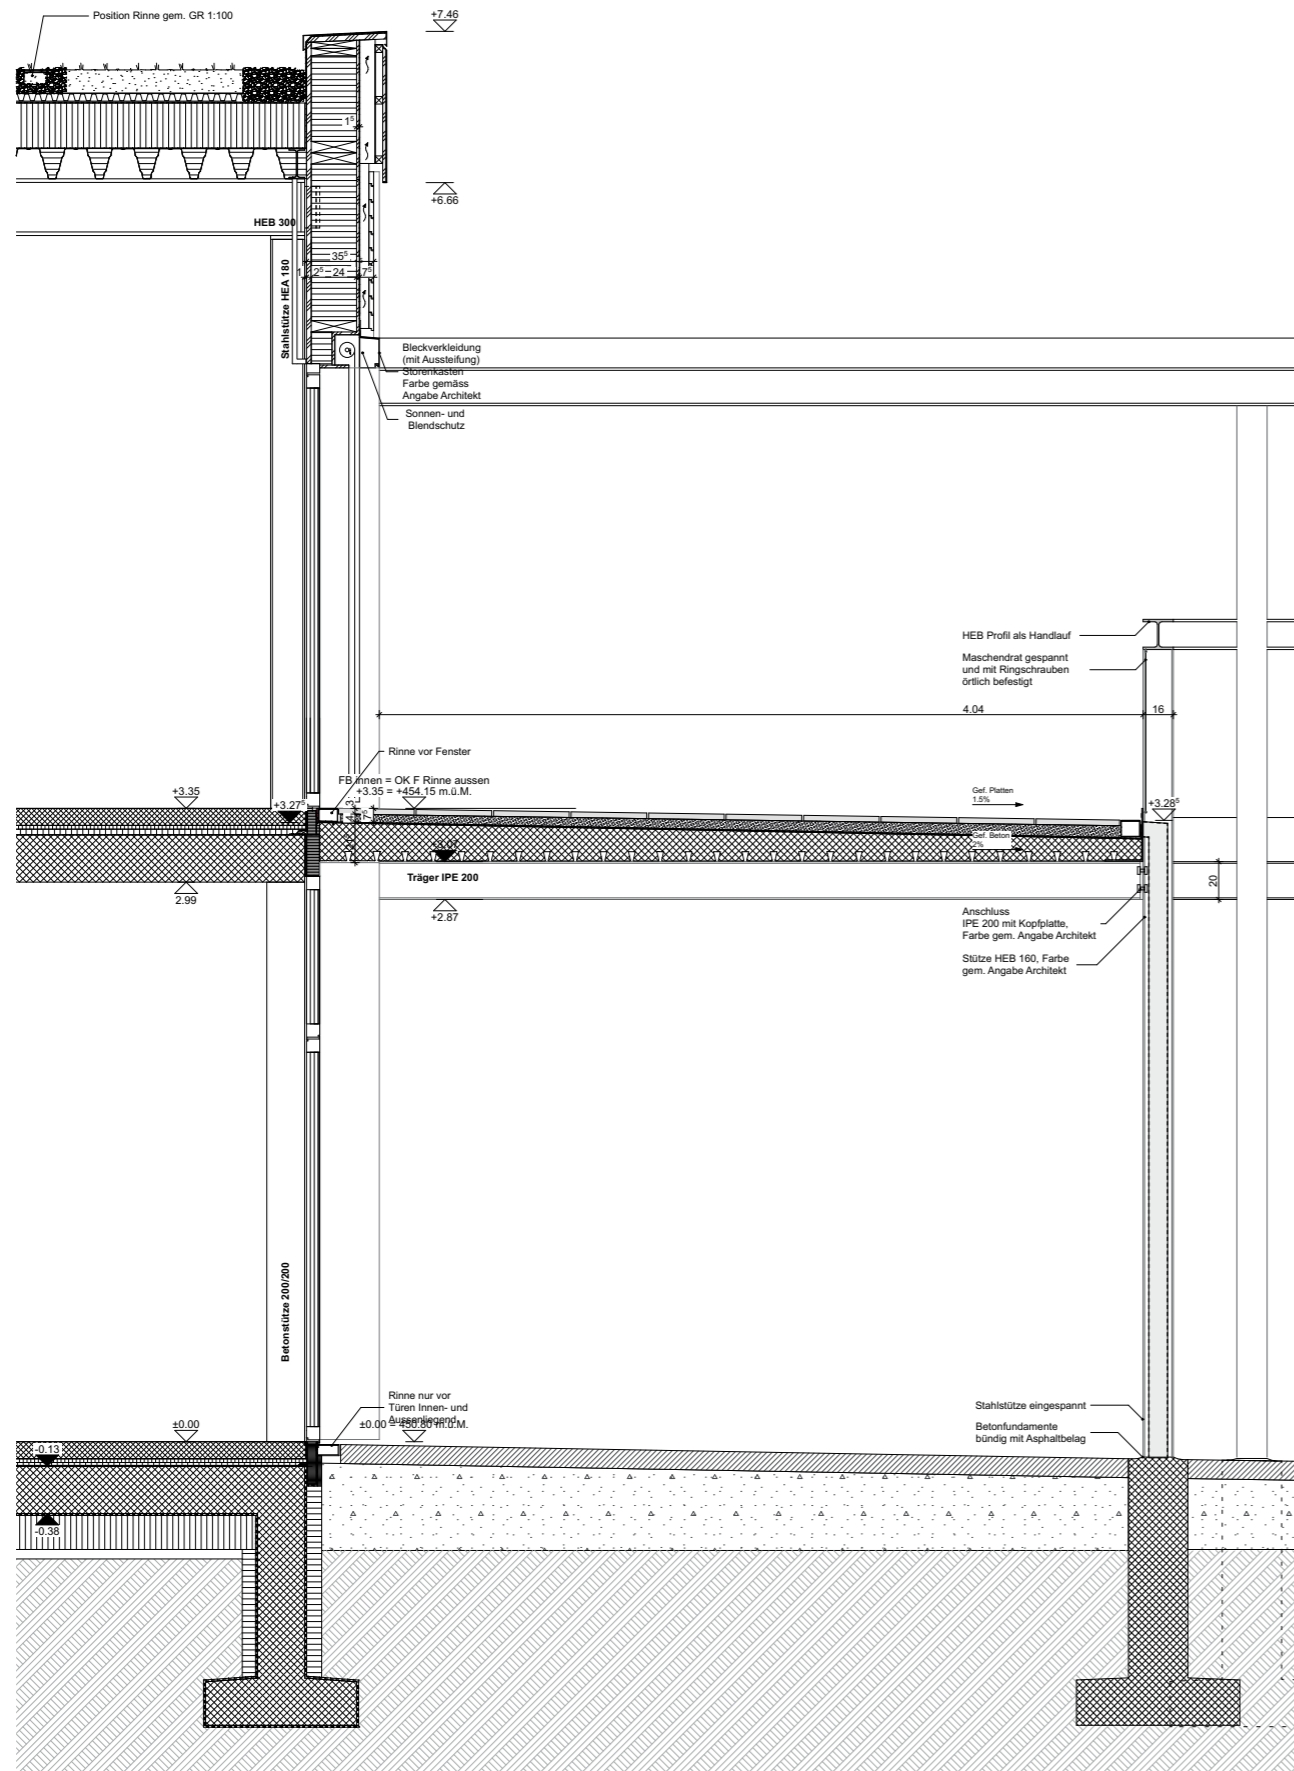 Position Rinne gem. GR 1:100
+7.46
1⁵
+6.66
HEB 300
35⁵
1
2⁵
24
7⁵
Stahlstütze HEA 180
Bleckverkleidung
(mit Aussteifung)
Storenkasten
Farbe gemäss
Angabe Architekt
Sonnen- und
Blendschutz
HEB Profil als Handlauf
Maschendrat gespannt
und mit Ringschrauben
örtlich befestigt
4.04
16
Rinne vor Fenster
FB innen = OK F Rinne aussen
+3.35 = +454.15 m.ü.M.
+3.35
+3.27⁵
7⁵
Gef. Platten
1.5%
+3.28⁵
Gef. Beton
2%
+3.07
Träger IPE 200
20
2.99
+2.87
Anschluss
IPE 200 mit Kopfplatte,
Farbe gem. Angabe Architekt
Stütze HEB 160, Farbe
gem. Angabe Architekt
Betonstütze 200/200
Rinne nur vor
Türen Innen- und
Aussenliegend
±0.00 = 450.80 m.ü.M.
±0.00
-0.13
-0.38
Stahlstütze eingespannt
Betonfundamente
bündig mit Asphaltbelag